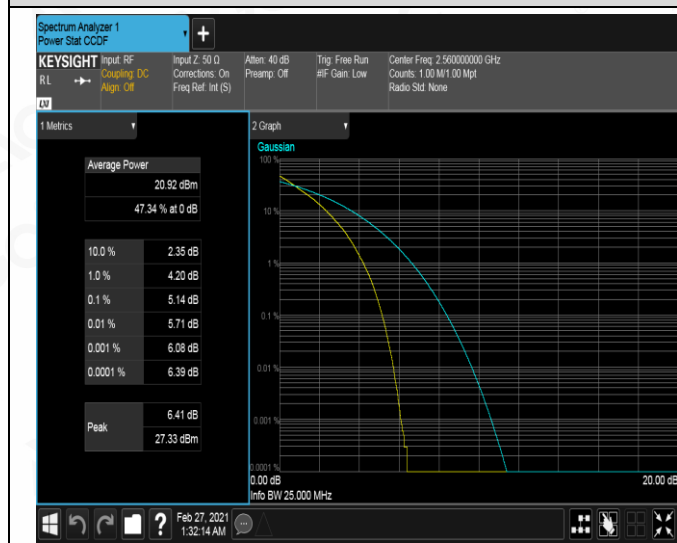 Spectrum Analyzer 1
Power Stat CCDF
+
KEYSIGHT
R L
LXI
Input: RF
Coupling: DC
Align: Off
Input Z: 50 Ω
Corrections: On
Freq Ref: Int (S)
Atten: 40 dB
Preamp: Off
Trig: Free Run
#IF Gain: Low
Center Freq: 2.560000000 GHz
Counts: 1.00 M/1.00 Mpt
Radio Std: None
1 Metrics
Average Power
20.92 dBm
47.34 % at 0 dB
10.0 % 2.35 dB
1.0 % 4.20 dB
0.1 % 5.14 dB
0.01 % 5.71 dB
0.001 % 6.08 dB
0.0001 % 6.39 dB
Peak
6.41 dB
27.33 dBm
2 Graph
Gaussian
100 %
10 %
1 %
0.1 %
0.01 %
0.001 %
0.0001 %
0.00 dB 20.00 dB
Info BW 25.000 MHz
?
Feb 27, 2021
1:32:14 AM